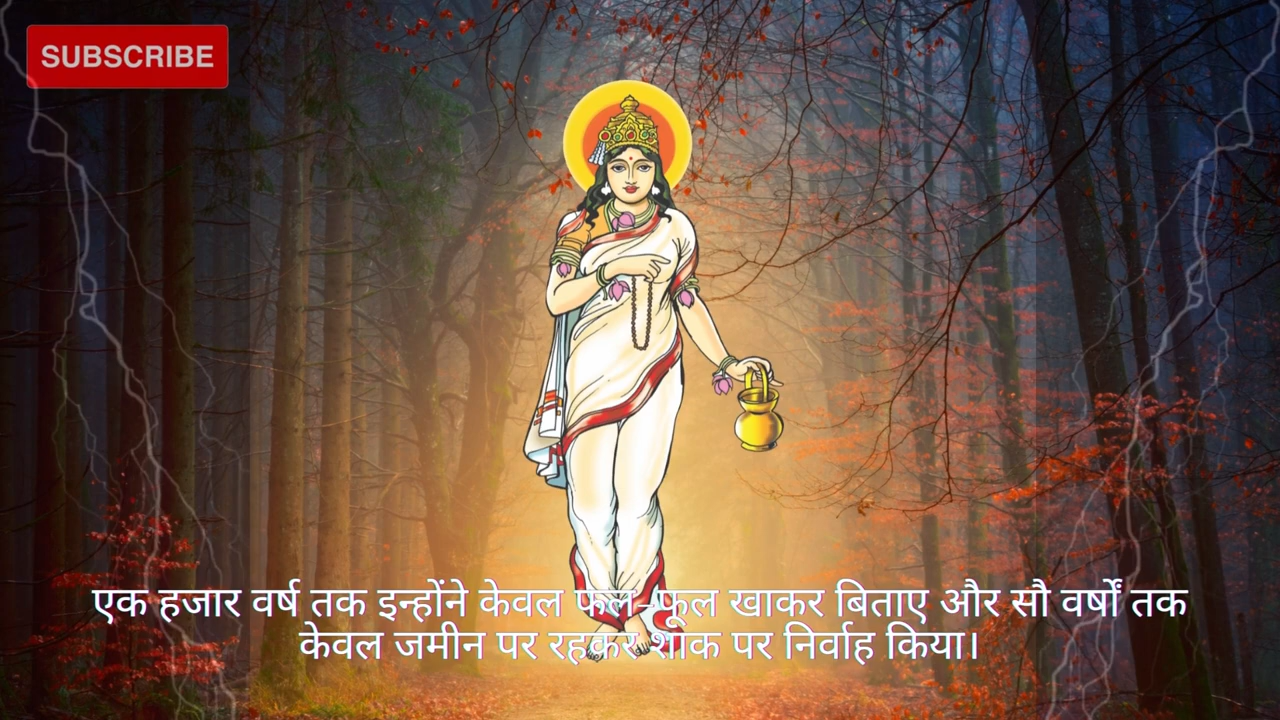 SUBSCRIBE
एक हजार वर्ष तक इन्होंने केवल फल-फूल खाकर बिताए और सौ वर्षों तक
केवल जमीन पर रहकर शाक पर निर्वाह किया।